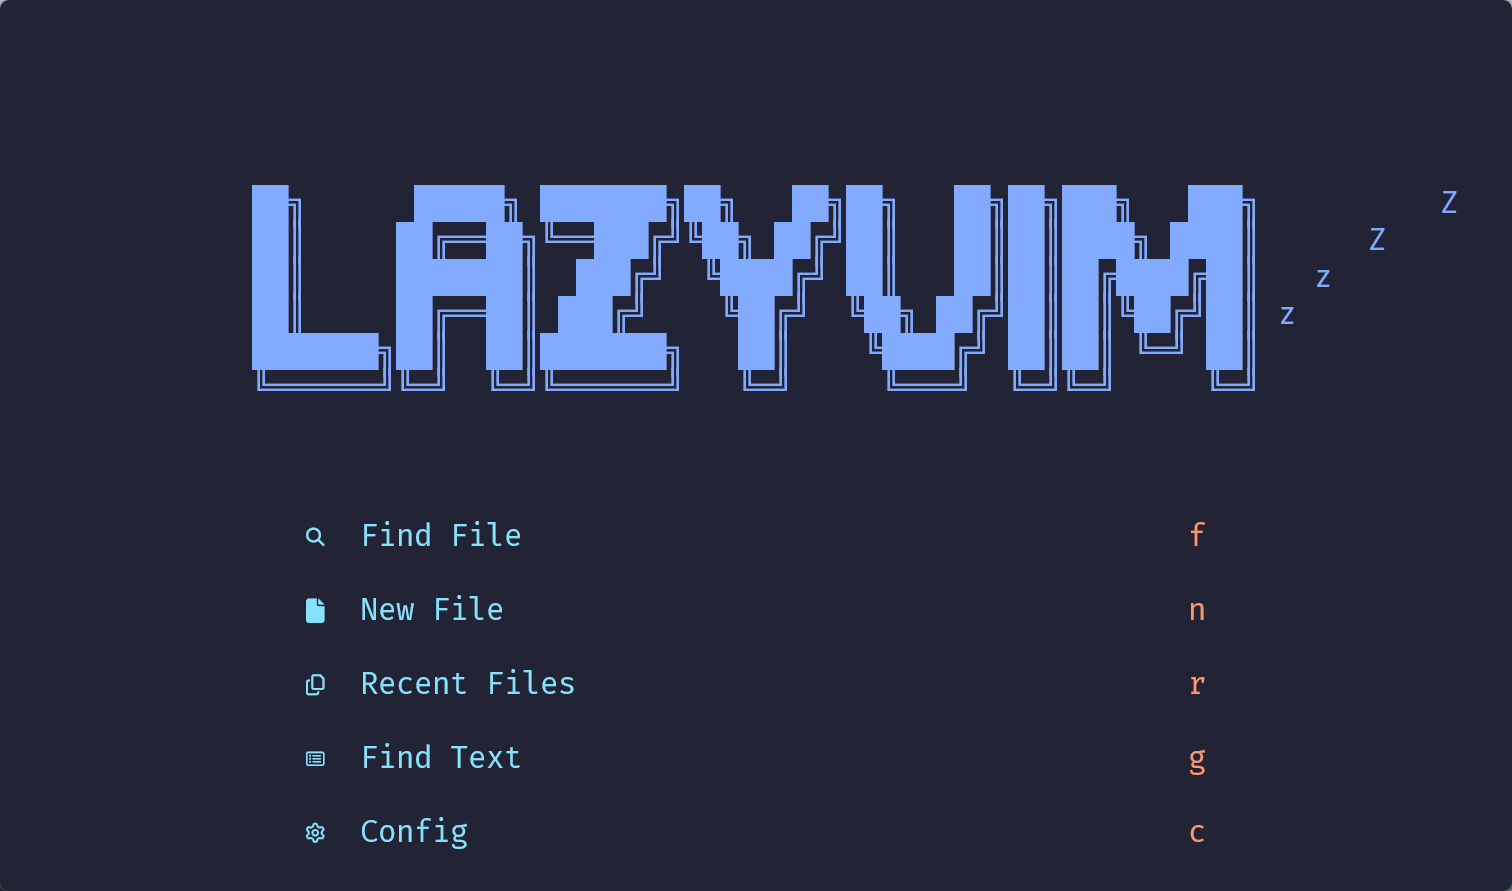 LAZYVIM
Z
Z
z
z
Find File f
New File n
Recent Files r
Find Text g
Config c